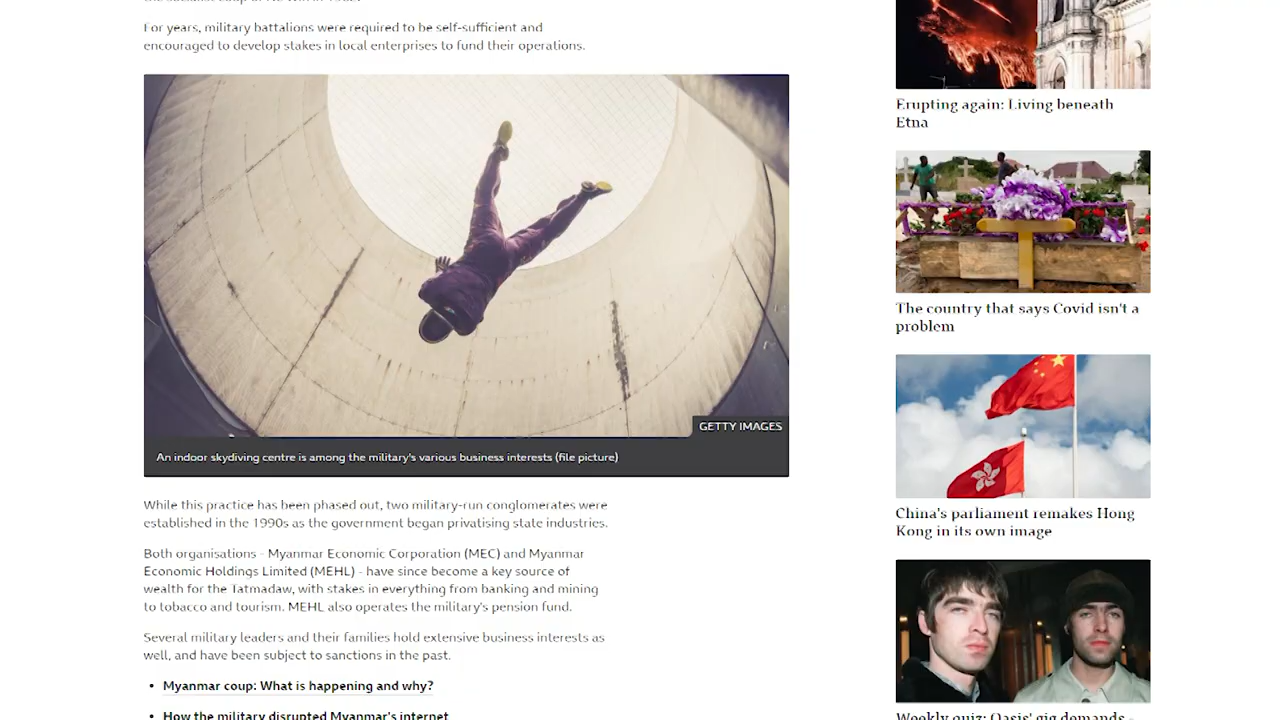 For years, military battalions were required to be self-sufficient and
encouraged to develop stakes in local enterprises to fund their operations.
GETTY IMAGES
An indoor skydiving centre is among the military's various business interests (file picture)
While this practice has been phased out, two military-run conglomerates were
established in the 1990s as the government began privatising state industries.
Both organisations - Myanmar Economic Corporation (MEC) and Myanmar
Economic Holdings Limited (MEHL) - have since become a key source of
wealth for the Tatmadaw, with stakes in everything from banking and mining
to tobacco and tourism. MEHL also operates the military's pension fund.
Several military leaders and their families hold extensive business interests as
well, and have been subject to sanctions in the past.
• Myanmar coup: What is happening and why?
• How the military disrupted Myanmar's internet
Erupting again: Living beneath
Etna
The country that says Covid isn't a
problem
China's parliament remakes Hong
Kong in its own image
Weekly quiz: Oasis' gig demands -